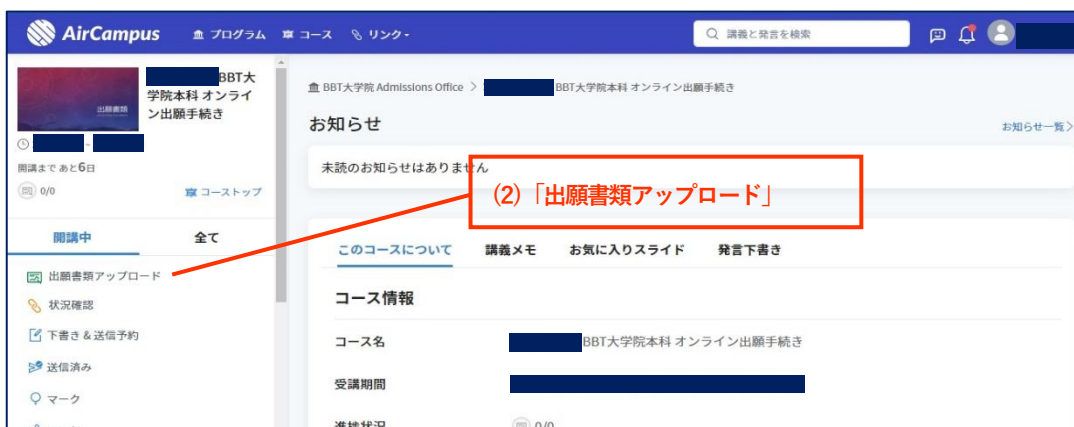 AirCampus
プログラム
コース
リンク
講義と発言を検索
BBT大
学院本科 オンライ
ン出願手続き
出願書類
~
開講まで あと6日
0/0
コーストップ
開講中
全て
出願書類アップロード
状況確認
下書き & 送信予約
送信済み
マーク
BBT大学院 Admissions Office > BBT大学院本科 オンライン出願手続き
お知らせ
お知らせ一覧 >
未読のお知らせはありません
(2)「出願書類アップロード」
このコースについて
講義メモ
お気に入りスライド
発言下書き
コース情報
コース名
BBT大学院本科 オンライン出願手続き
受講期間
進捗状況
0/0